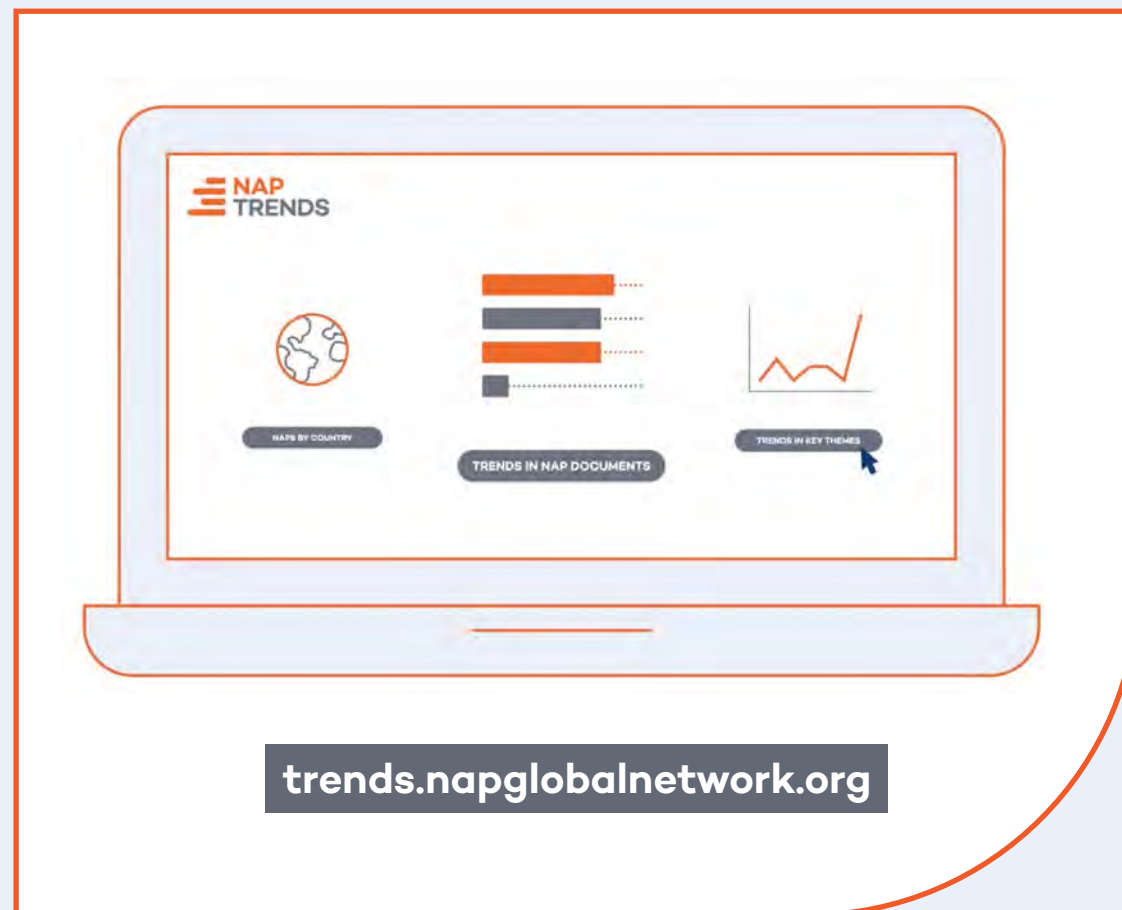 NAP
TRENDS
NAPS BY COUNTRY
TRENDS IN NAP DOCUMENTS
TRENDS IN KEY THEMES
trends.napglobalnetwork.org